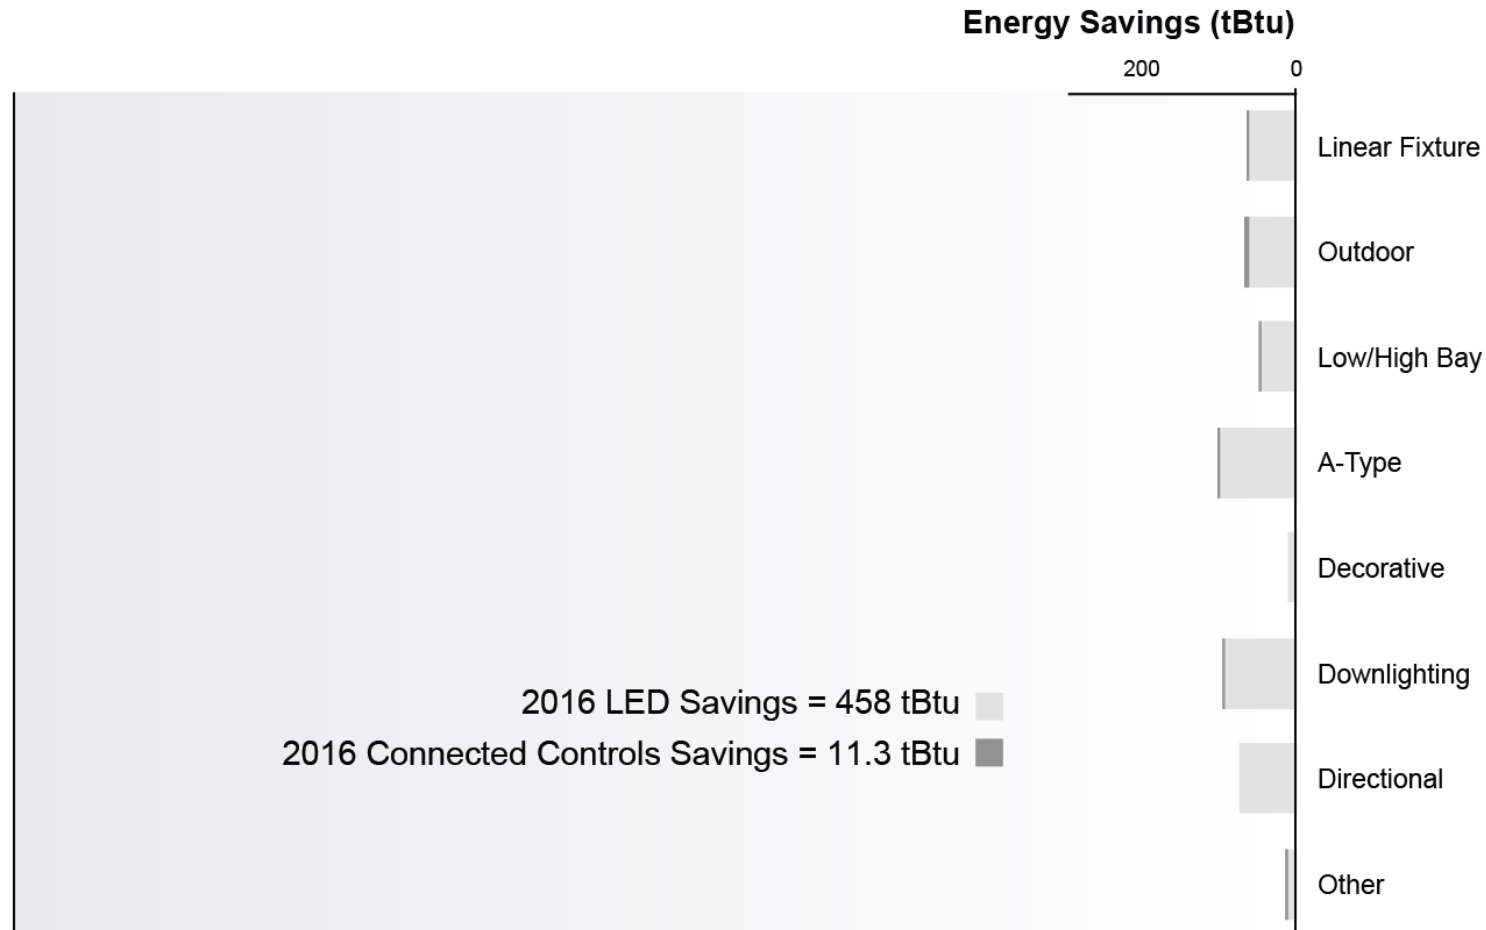 Energy Savings (tBtu)
200 0
Linear Fixture
Outdoor
Low/High Bay
A-Type
Decorative
Downlighting
2016 LED Savings = 458 tBtu
2016 Connected Controls Savings = 11.3 tBtu
Directional
Other